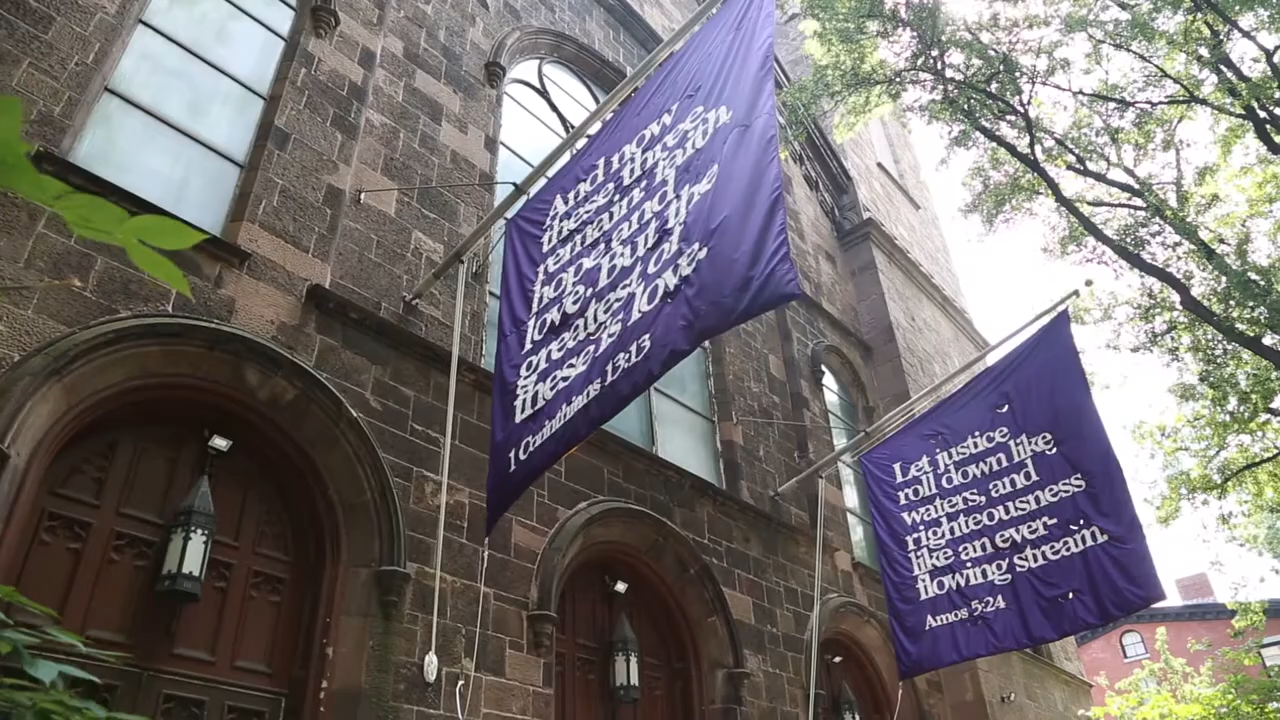 And now
these three
remain: faith,
hope and
love. But the
greatest of
these is love.
1 Corinthians 13:13
Let justice
roll down like
waters, and
righteousness
like an ever-
flowing stream.
Amos 5:24